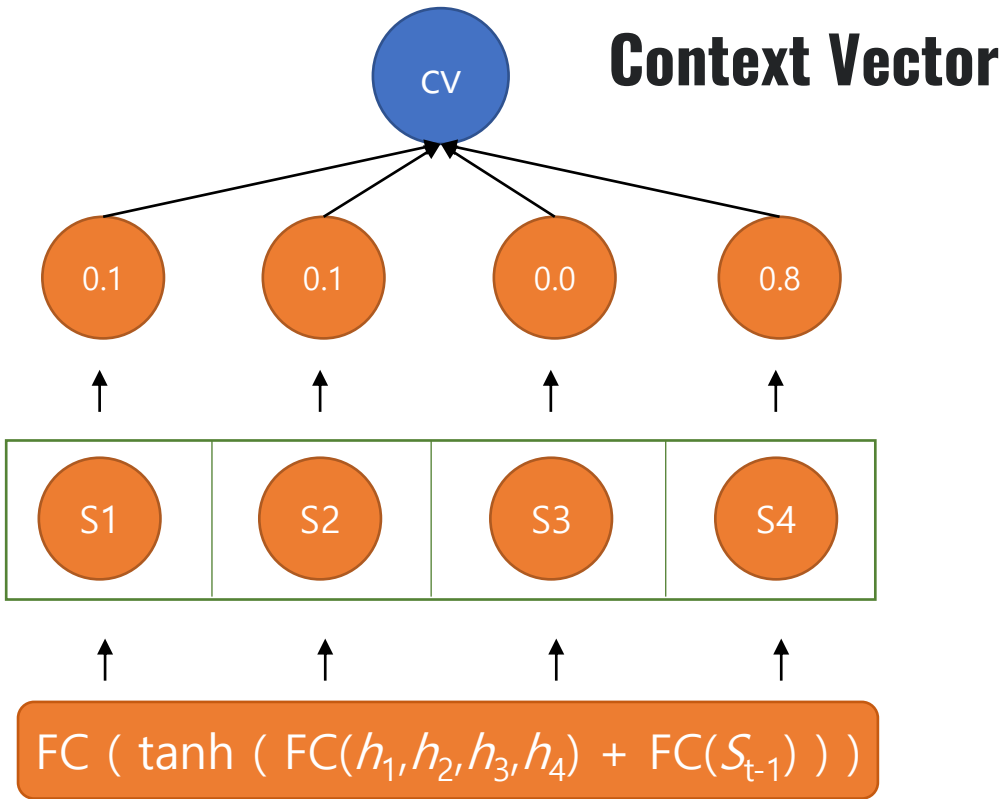 Context Vector
CV
0.1 0.1 0.0 0.8
S1 S2 S3 S4
FC ( tanh ( FC(h₁,h₂,h₃,h₄) + FC(Sₜ₋₁) ) )